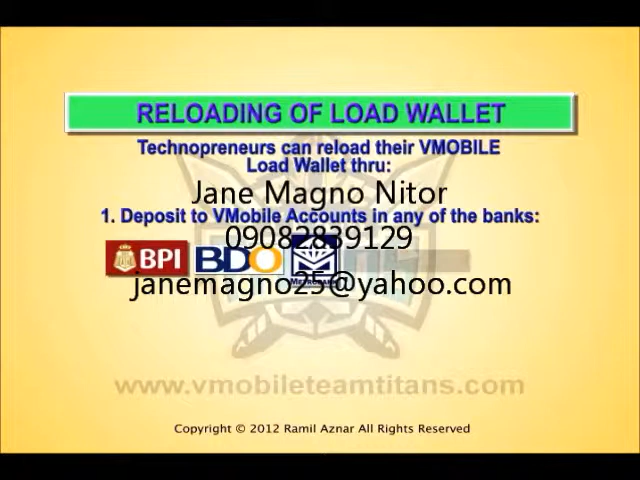 RELOADING OF LOAD WALLET
Technopreneurs can reload their VMOBILE
Load Wallet thru:
Jane Magno Nitor
1. Deposit to VMobile Accounts in any of the banks:
09082839129
BPI BDO METROBANK
janemagno25@yahoo.com
www.vmobileteamtitans.com
Copyright © 2012 Ramil Aznar All Rights Reserved